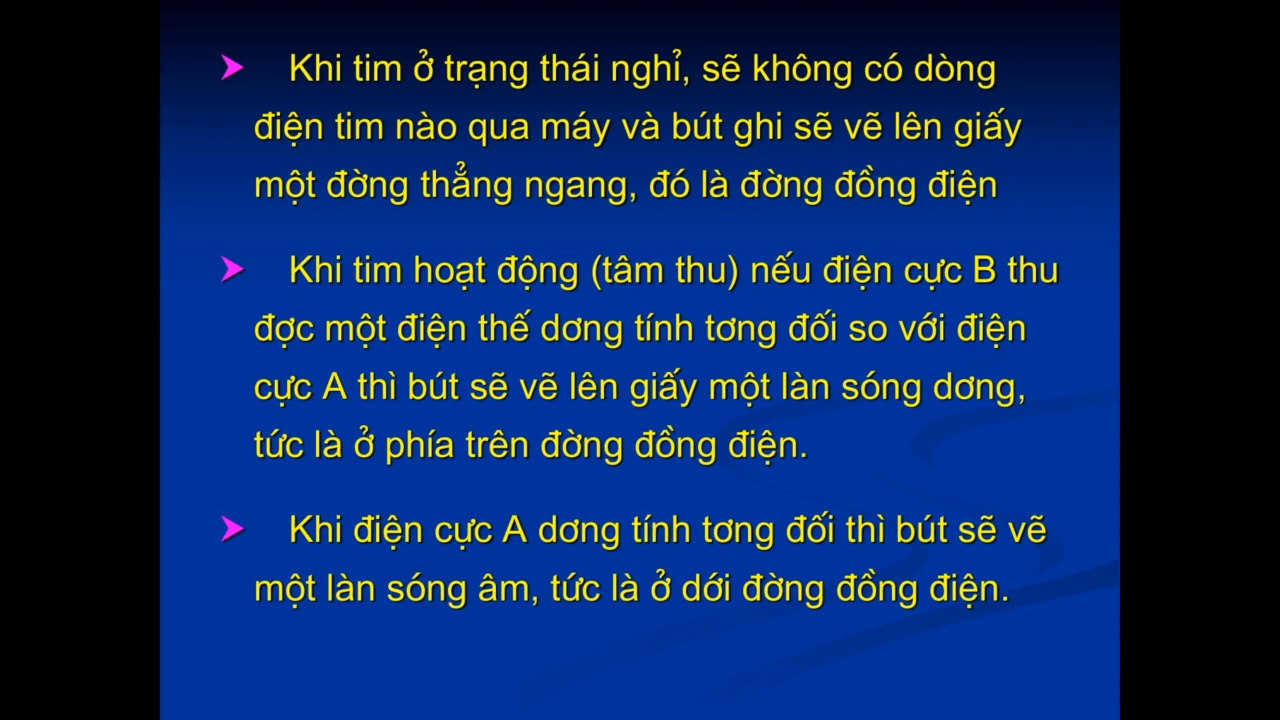 Khi tim ở trạng thái nghỉ, sẽ không có dòng
điện tim nào qua máy và bút ghi sẽ vẽ lên giấy
một đờng thẳng ngang, đó là đờng đồng điện
Khi tim hoạt động (tâm thu) nếu điện cực B thu
đợc một điện thế dơng tính tơng đối so với điện
cực A thì bút sẽ vẽ lên giấy một làn sóng dơng,
tức là ở phía trên đờng đồng điện.
Khi điện cực A dơng tính tơng đối thì bút sẽ vẽ
một làn sóng âm, tức là ở dới đờng đồng điện.